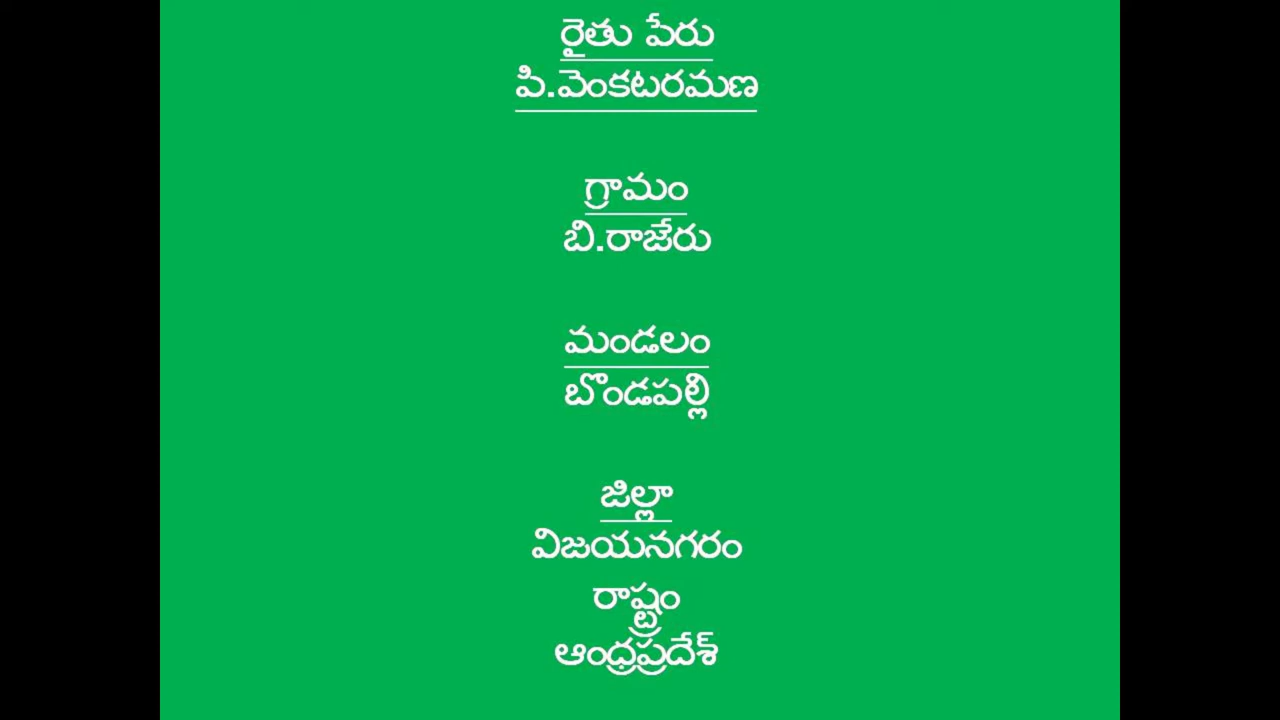 రైతు పేరు
పి.వెంకటరమణ
గ్రామం
బి.రాజేరు
మండలం
బొండపల్లి
జిల్లా
విజయనగరం
రాష్ట్రం
ఆంధ్రప్రదేశ్